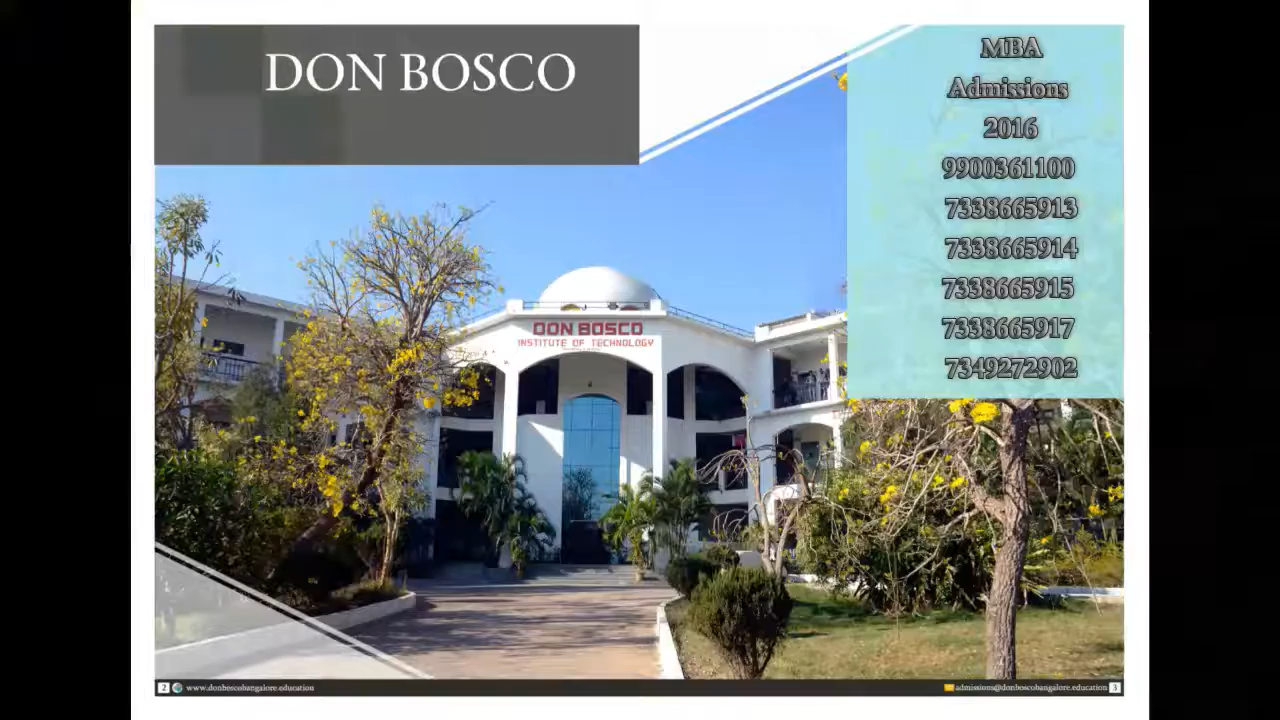 DON BOSCO
MBA
Admissions
2016
9900361100
7338665913
7338665914
7338665915
7338665917
7349272902
DON BOSCO
INSTITUTE OF TECHNOLOGY
2 www.donboscobangalore.education
admissions@donboscobangalore.education 3